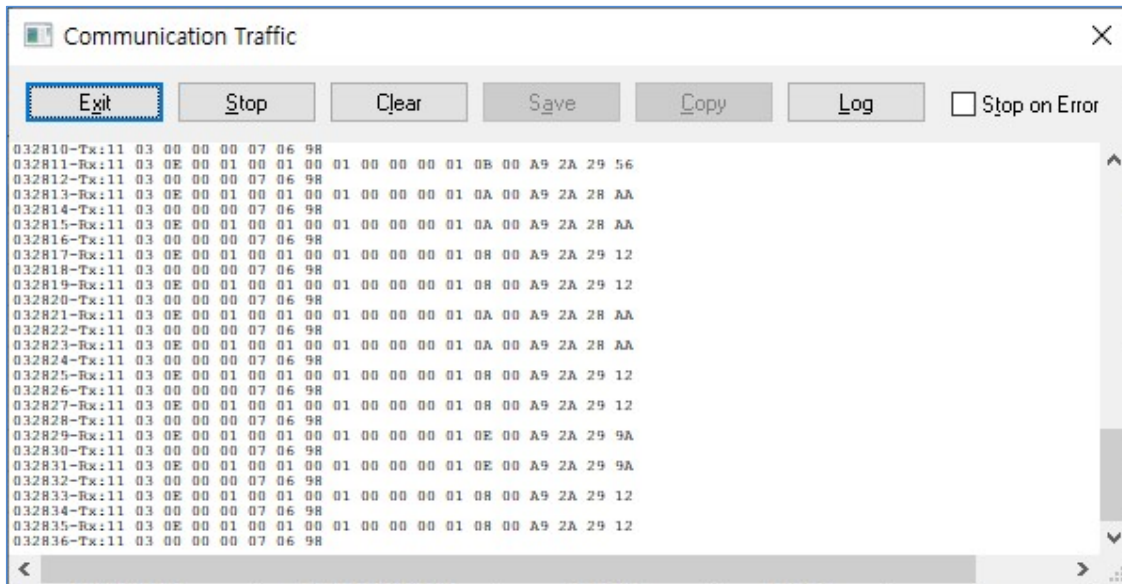 Communication Traffic
Exit Stop Clear Save Copy Log Stop on Error
032810-Tx:11 03 00 00 00 07 06 98
032811-Rx:11 03 0E 00 01 00 01 00 01 00 00 00 01 0B 00 A9 2A 29 56
032812-Tx:11 03 00 00 00 07 06 98
032813-Rx:11 03 0E 00 01 00 01 00 01 00 00 00 01 0A 00 A9 2A 28 AA
032814-Tx:11 03 00 00 00 07 06 98
032815-Rx:11 03 0E 00 01 00 01 00 01 00 00 00 01 0A 00 A9 2A 28 AA
032816-Tx:11 03 00 00 00 07 06 98
032817-Rx:11 03 0E 00 01 00 01 00 01 00 00 00 01 08 00 A9 2A 29 12
032818-Tx:11 03 00 00 00 07 06 98
032819-Rx:11 03 0E 00 01 00 01 00 01 00 00 00 01 08 00 A9 2A 29 12
032820-Tx:11 03 00 00 00 07 06 98
032821-Rx:11 03 0E 00 01 00 01 00 01 00 00 00 01 0A 00 A9 2A 28 AA
032822-Tx:11 03 00 00 00 07 06 98
032823-Rx:11 03 0E 00 01 00 01 00 01 00 00 00 01 0A 00 A9 2A 28 AA
032824-Tx:11 03 00 00 00 07 06 98
032825-Rx:11 03 0E 00 01 00 01 00 01 00 00 00 01 08 00 A9 2A 29 12
032826-Tx:11 03 00 00 00 07 06 98
032827-Rx:11 03 0E 00 01 00 01 00 01 00 00 00 01 08 00 A9 2A 29 12
032828-Tx:11 03 00 00 00 07 06 98
032829-Rx:11 03 0E 00 01 00 01 00 01 00 00 00 01 0E 00 A9 2A 29 9A
032830-Tx:11 03 00 00 00 07 06 98
032831-Rx:11 03 0E 00 01 00 01 00 01 00 00 00 01 0E 00 A9 2A 29 9A
032832-Tx:11 03 00 00 00 07 06 98
032833-Rx:11 03 0E 00 01 00 01 00 01 00 00 00 01 08 00 A9 2A 29 12
032834-Tx:11 03 00 00 00 07 06 98
032835-Rx:11 03 0E 00 01 00 01 00 01 00 00 00 01 08 00 A9 2A 29 12
032836-Tx:11 03 00 00 00 07 06 98